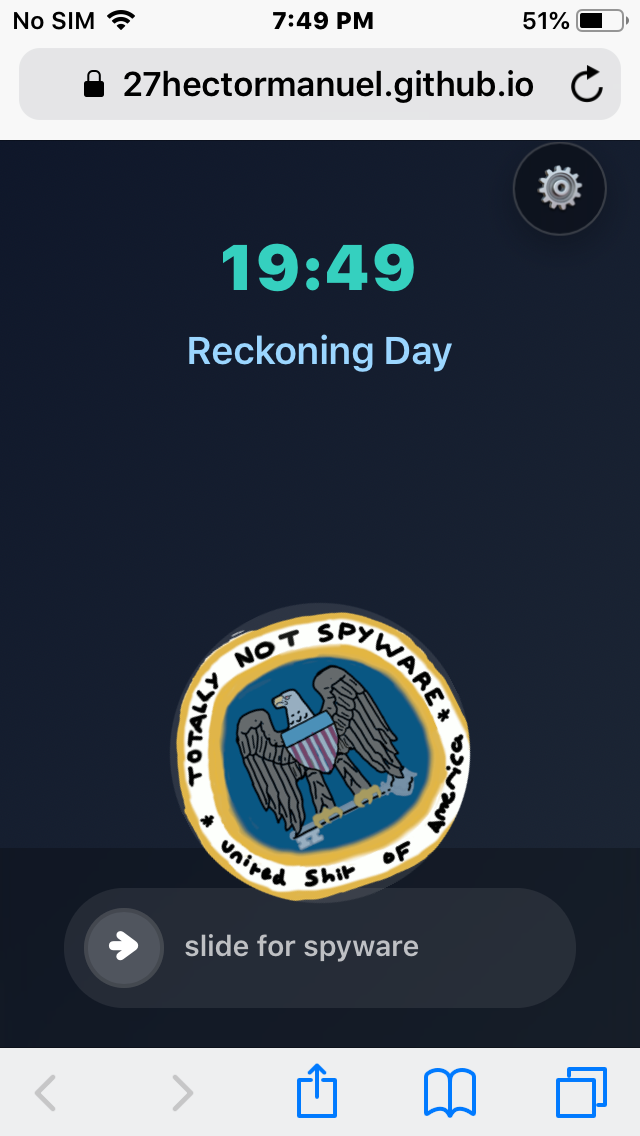 No SIM 7:49 PM 51%
27hectormanuel.github.io
19:49
Reckoning Day
* TOTALLY NOT SPYWARE *
United Shit OF America
slide for spyware